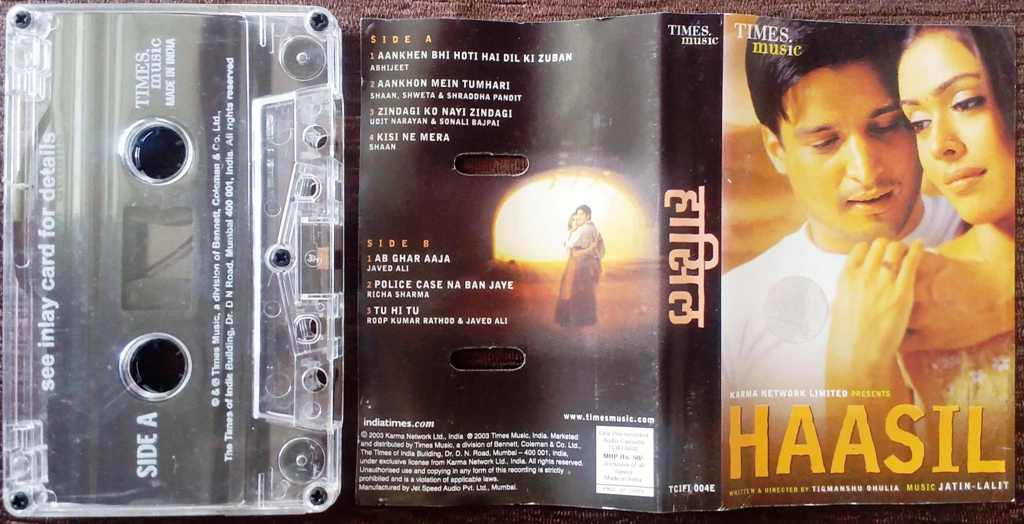 see inlay card for details
SIDE A
TIMES.
music
MADE IN INDIA
℗ & © Times Music, a division of Bennett, Coleman & Co. Ltd.,
The Times of India Building, Dr. D N Road, Mumbai 400 001, India. All rights reserved
SIDE A
1 AANKHEN BHI HOTI HAI DIL KI ZUBAN
ABHIJEET
2 AANKHON MEIN TUMHARI
SHAAN, SHWETA & SHRADDHA PANDIT
3 ZINDAGI KO NAYI ZINDAGI
UDIT NARAYAN & SONALI BAJPAI
4 KISI NE MERA
SHAAN
SIDE B
1 AB GHAR AAJA
JAVED ALI
2 POLICE CASE NA BAN JAYE
RICHA SHARMA
3 TU HI TU
ROOP KUMAR RATHOD & JAVED ALI
indiatimes.com
www.timesmusic.com
© 2003 Karma Network Ltd., India ℗ 2003 Times Music, India. Marketed
and distributed by Times Music, a division of Bennett, Coleman & Co. Ltd.,
The Times of India Building, Dr. D. N. Road, Mumbai - 400 001, India,
under exclusive license from Karma Network Ltd., India. All rights reserved.
Unauthorised use and copying in any form of this recording is strictly
prohibited and is a violation of applicable laws.
Manufactured by Jet Speed Audio Pvt. Ltd., Mumbai.
MRP Rs.
TIMES.
music
हासिल
TCIFI 004E
TIMES.
music
KARMA NETWORK LIMITED PRESENTS
HAASIL
WRITTEN & DIRECTED BY TIGMANSHU DHULIA MUSIC JATIN-LALIT